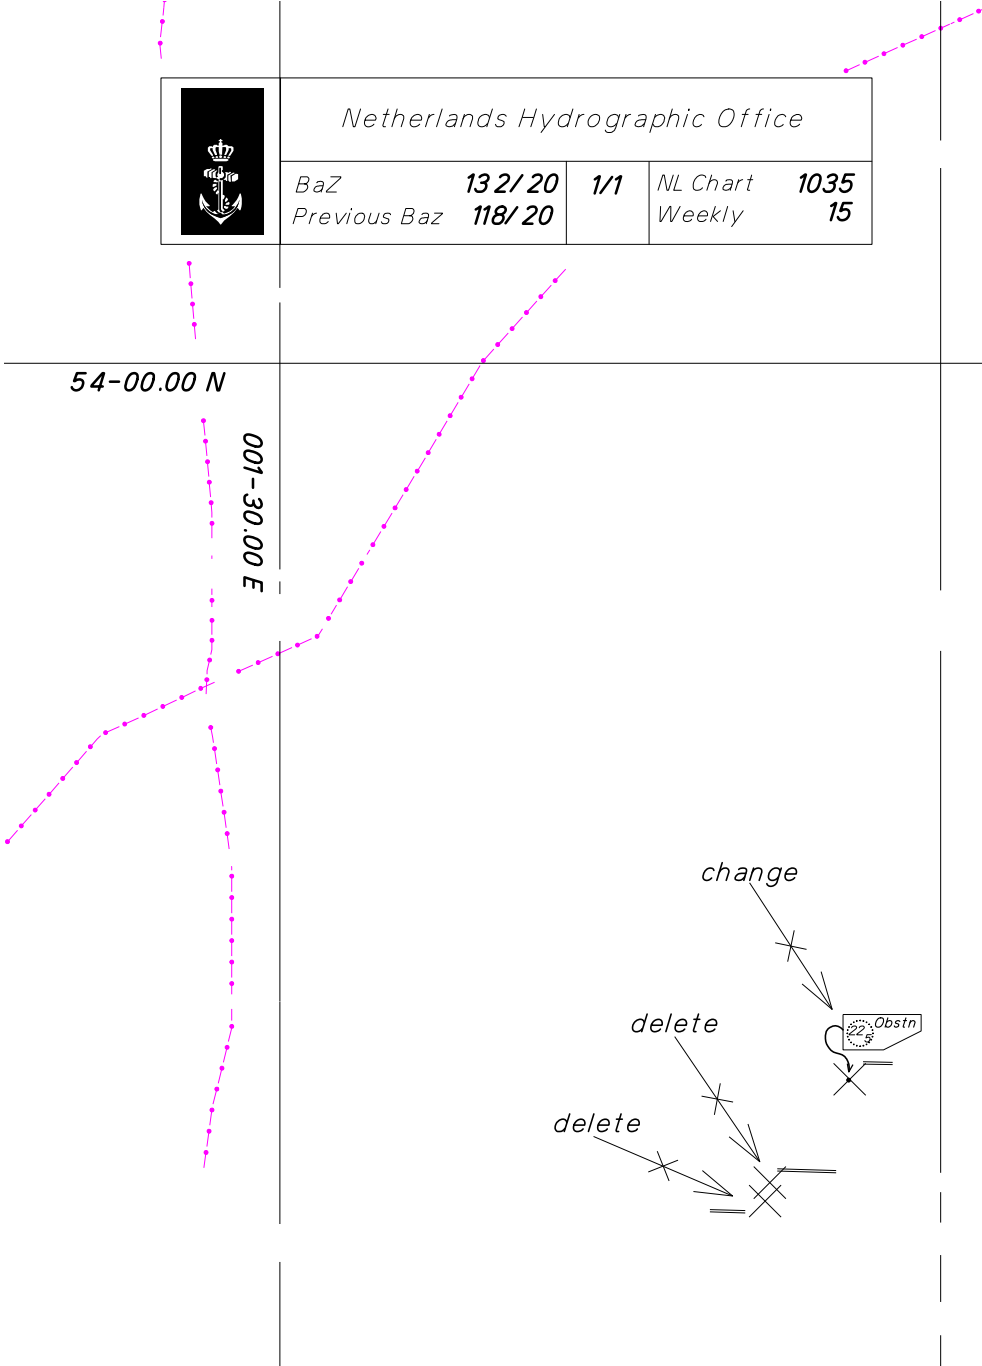 Netherlands Hydrographic Office
BaZ 132/20 1/1 NL Chart 1035
Previous Baz 118/20 Weekly 15
54-00.00 N
001-30.00 E
change
22₅ Obstn
delete
delete